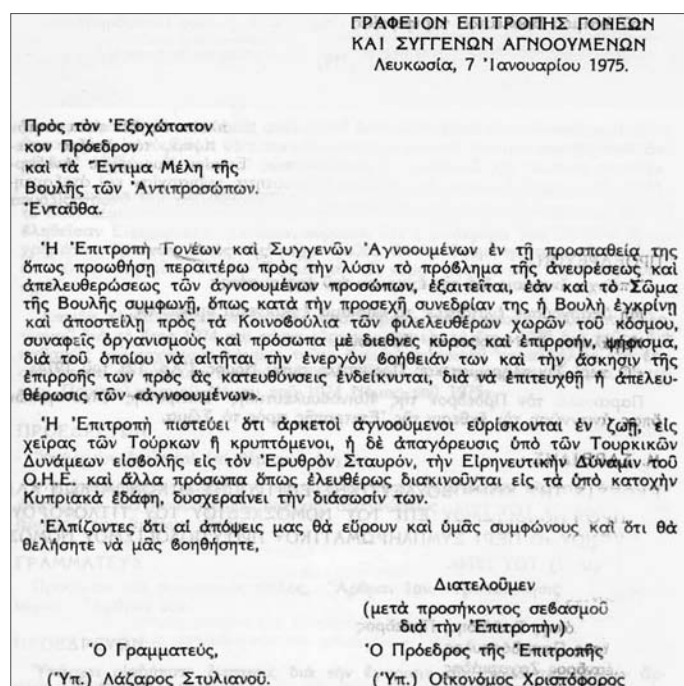 ΓΡΑΦΕΙΟΝ ΕΠΙΤΡΟΠΗΣ ΓΟΝΕΩΝ
ΚΑΙ ΣΥΓΓΕΝΩΝ ΑΓΝΟΟΥΜΕΝΩΝ
Λευκωσία, 7 Ἰανουαρίου 1975.
Πρὸς τὸν Ἐξοχώτατον
κον Πρόεδρον
καὶ τὰ Ἔντιμα Μέλη τῆς
Βουλῆς τῶν Ἀντιπροσώπων.
Ἐνταῦθα.
Ἡ Ἐπιτροπὴ Γονέων καὶ Συγγενῶν Ἀγνοουμένων ἐν τῇ προσπαθείᾳ της
ὅπως προωθήσῃ περαιτέρω πρὸς τὴν λύσιν τὸ πρόβλημα τῆς ἀνευρέσεως καὶ
ἀπελευθερώσεως τῶν ἀγνοουμένων προσώπων, ἐξαιτεῖται, ἐὰν καὶ τὸ Σῶμα
τῆς Βουλῆς συμφωνῇ, ὅπως κατὰ τὴν προσεχῆ συνεδρίαν της ἡ Βουλὴ ἐγκρίνῃ
καὶ ἀποστείλῃ πρὸς τὰ Κοινοβούλια τῶν φιλελευθέρων χωρῶν τοῦ κόσμου,
συναφεῖς ὀργανισμοὺς καὶ πρόσωπα μὲ διεθνὲς κῦρος καὶ ἐπιρροήν, ψήφισμα,
διὰ τοῦ ὁποίου νὰ αἰτῆται τὴν ἐνεργὸν βοήθειάν των καὶ τὴν ἄσκησιν τῆς
ἐπιρροῆς των πρὸς ἃς κατευθύνσεις ἐνδείκνυται, διὰ νὰ ἐπιτευχθῇ ἡ ἀπελευ-
θέρωσις τῶν «ἀγνοουμένων».
Ἡ Ἐπιτροπὴ πιστεύει ὅτι ἀρκετοὶ ἀγνοούμενοι εὑρίσκονται ἐν ζωῇ, εἰς
χεῖρας τῶν Τούρκων ἢ κρυπτόμενοι, ἡ δὲ ἀπαγόρευσις ὑπὸ τῶν Τουρκικῶν
Δυνάμεων εἰσβολῆς εἰς τὸν Ἐρυθρὸν Σταυρόν, τὴν Εἰρηνευτικὴν Δύναμιν τοῦ
Ο.Η.Ε. καὶ ἄλλα πρόσωπα ὅπως ἐλευθέρως διακινοῦνται εἰς τὰ ὑπὸ κατοχὴν
Κυπριακὰ ἐδάφη, δυσχεραίνει τὴν διάσωσίν των.
Ἐλπίζοντες ὅτι αἱ ἀπόψεις μας θὰ εὕρουν καὶ ὑμᾶς συμφώνους καὶ ὅτι θὰ
θελήσητε νὰ μᾶς βοηθήσητε,
Διατελοῦμεν
(μετὰ προσήκοντος σεβασμοῦ
διὰ τὴν Ἐπιτροπὴν)
Ὁ Γραμματεύς, Ὁ Πρόεδρος τῆς Ἐπιτροπῆς
(Ὑπ.) Λάζαρος Στυλιανοῦ. (Ὑπ.) Οἰκονόμος Χριστόφορος